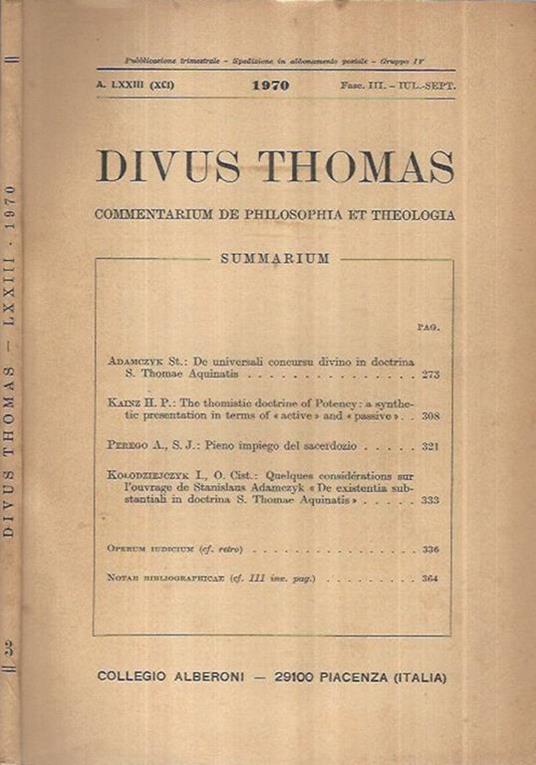 Pubblicazione trimestrale - Spedizione in abbonamento postale - Gruppo IV
A. LXXIII (XCI) 1970 Fasc. III. - IUL.-SEPT.
DIVUS THOMAS
COMMENTARIUM DE PHILOSOPHIA ET THEOLOGIA
SUMMARIUM
PAG.
ADAMCZYK St.: De universali concursu divino in doctrina
S. Thomae Aquinatis . . . . . . . . . . . . . . . . 273
KAINZ H. P.: The thomistic doctrine of Potency: a synthe-
tic presentation in terms of « active » and « passive » . . 308
PEREGO A., S. J.: Pieno impiego del sacerdozio . . . . . 321
KOŁODZIEJCZYK I., O. Cist.: Quelques considérations sur
l'ouvrage de Stanislaus Adamczyk « De existentia sub-
stantiali in doctrina S. Thomae Aquinatis » . . . . . . 333
OPERUM IUDICIUM (cf. retro) . . . . . . . . . . . . . . . 336
NOTAE BIBLIOGRAPHICAE (cf. III inv. pag.) . . . . . . . . . 364
COLLEGIO ALBERONI — 29100 PIACENZA (ITALIA)
DIVUS THOMAS — LXXIII - 1970
3